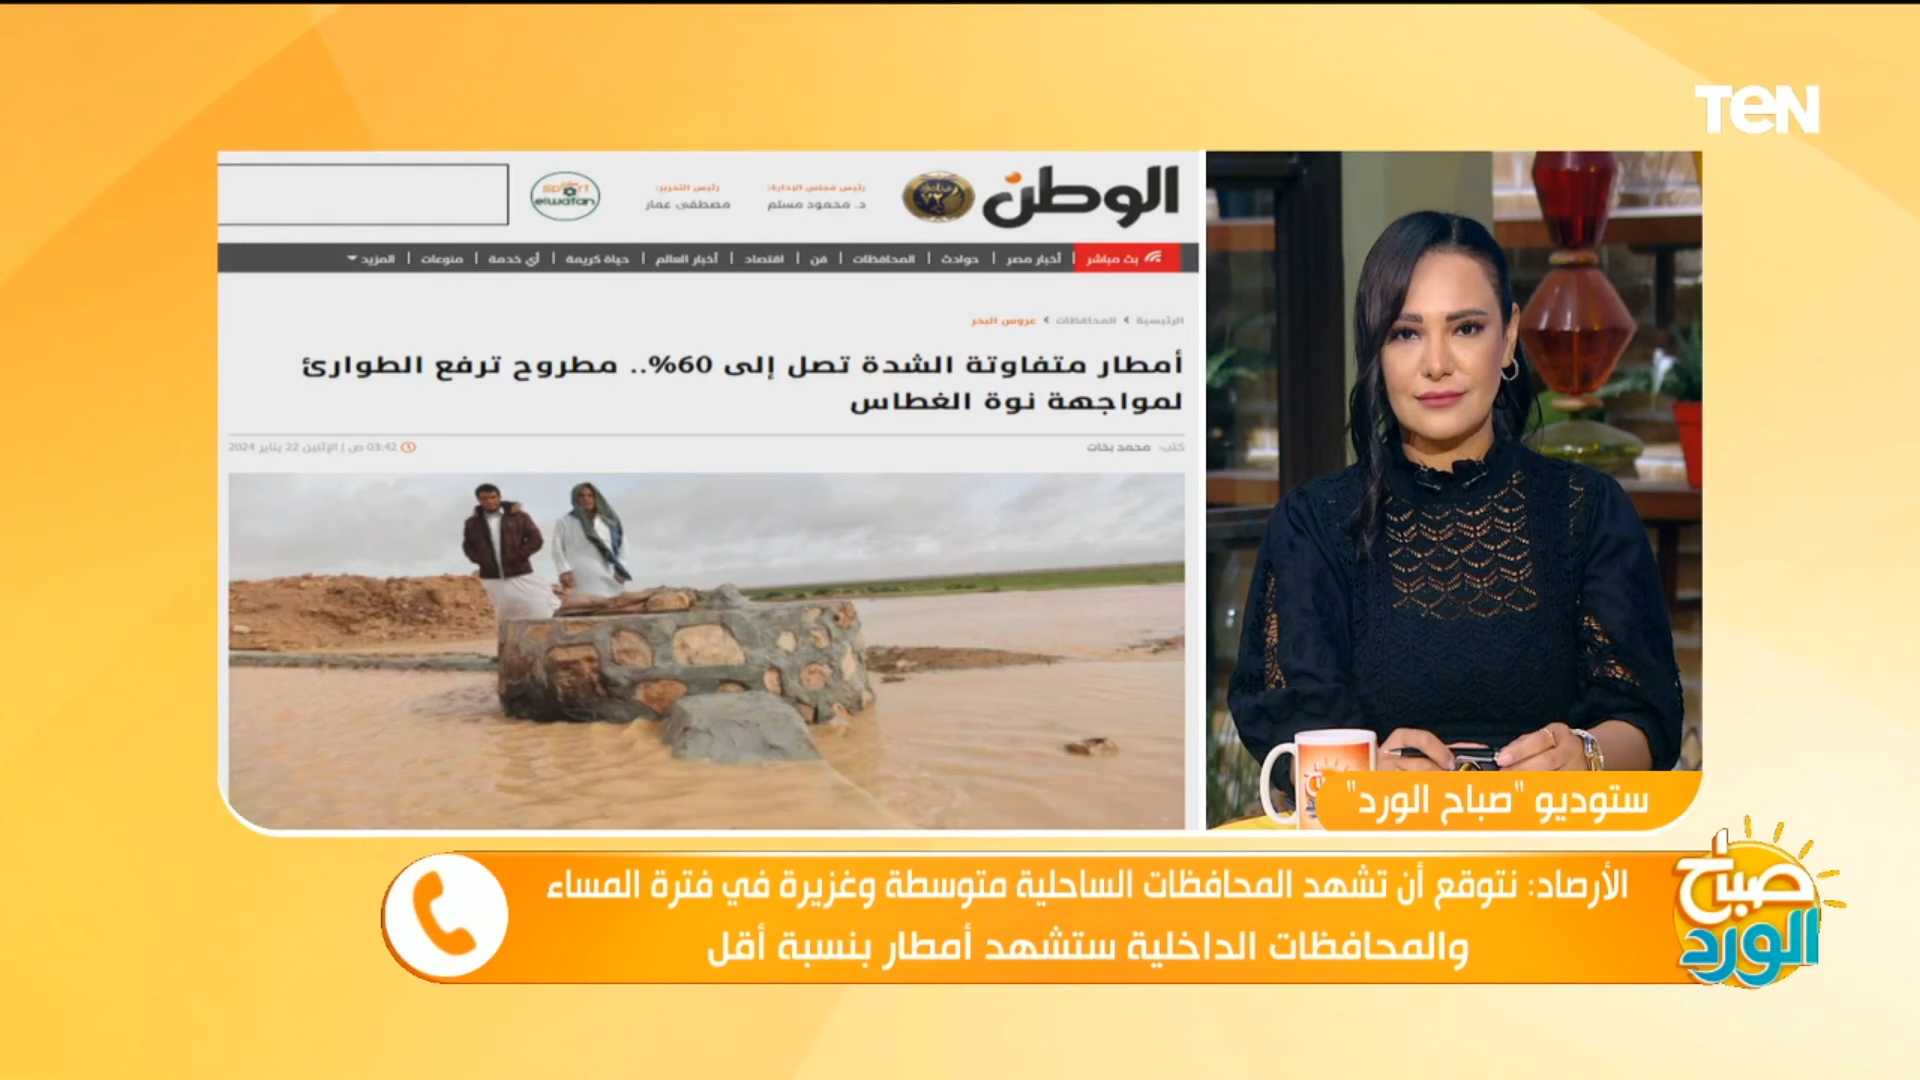 TEN
الوطن
رئيس مجلس الإدارة:
د. محمود مسلم
رئيس التحرير:
مصطفى عمار
sport
elwatan
بث مباشر | أخبار مصر | حوادث | المحافظات | فن | اقتصاد | أخبار العالم | حياة كريمة | أي خدمة | منوعات | المزيد
الرئيسية > المحافظات > عروس البحر
أمطار متفاوتة الشدة تصل إلى 60%.. مطروح ترفع الطوارئ
لمواجهة نوة الغطاس
كتب: محمد بخات
03:42 ص | الإثنين 22 يناير 2024
ستوديو "صباح الورد"
الأرصاد: نتوقع أن تشهد المحافظات الساحلية متوسطة وغزيرة في فترة المساء
والمحافظات الداخلية ستشهد أمطار بنسبة أقل
صباح
الورد